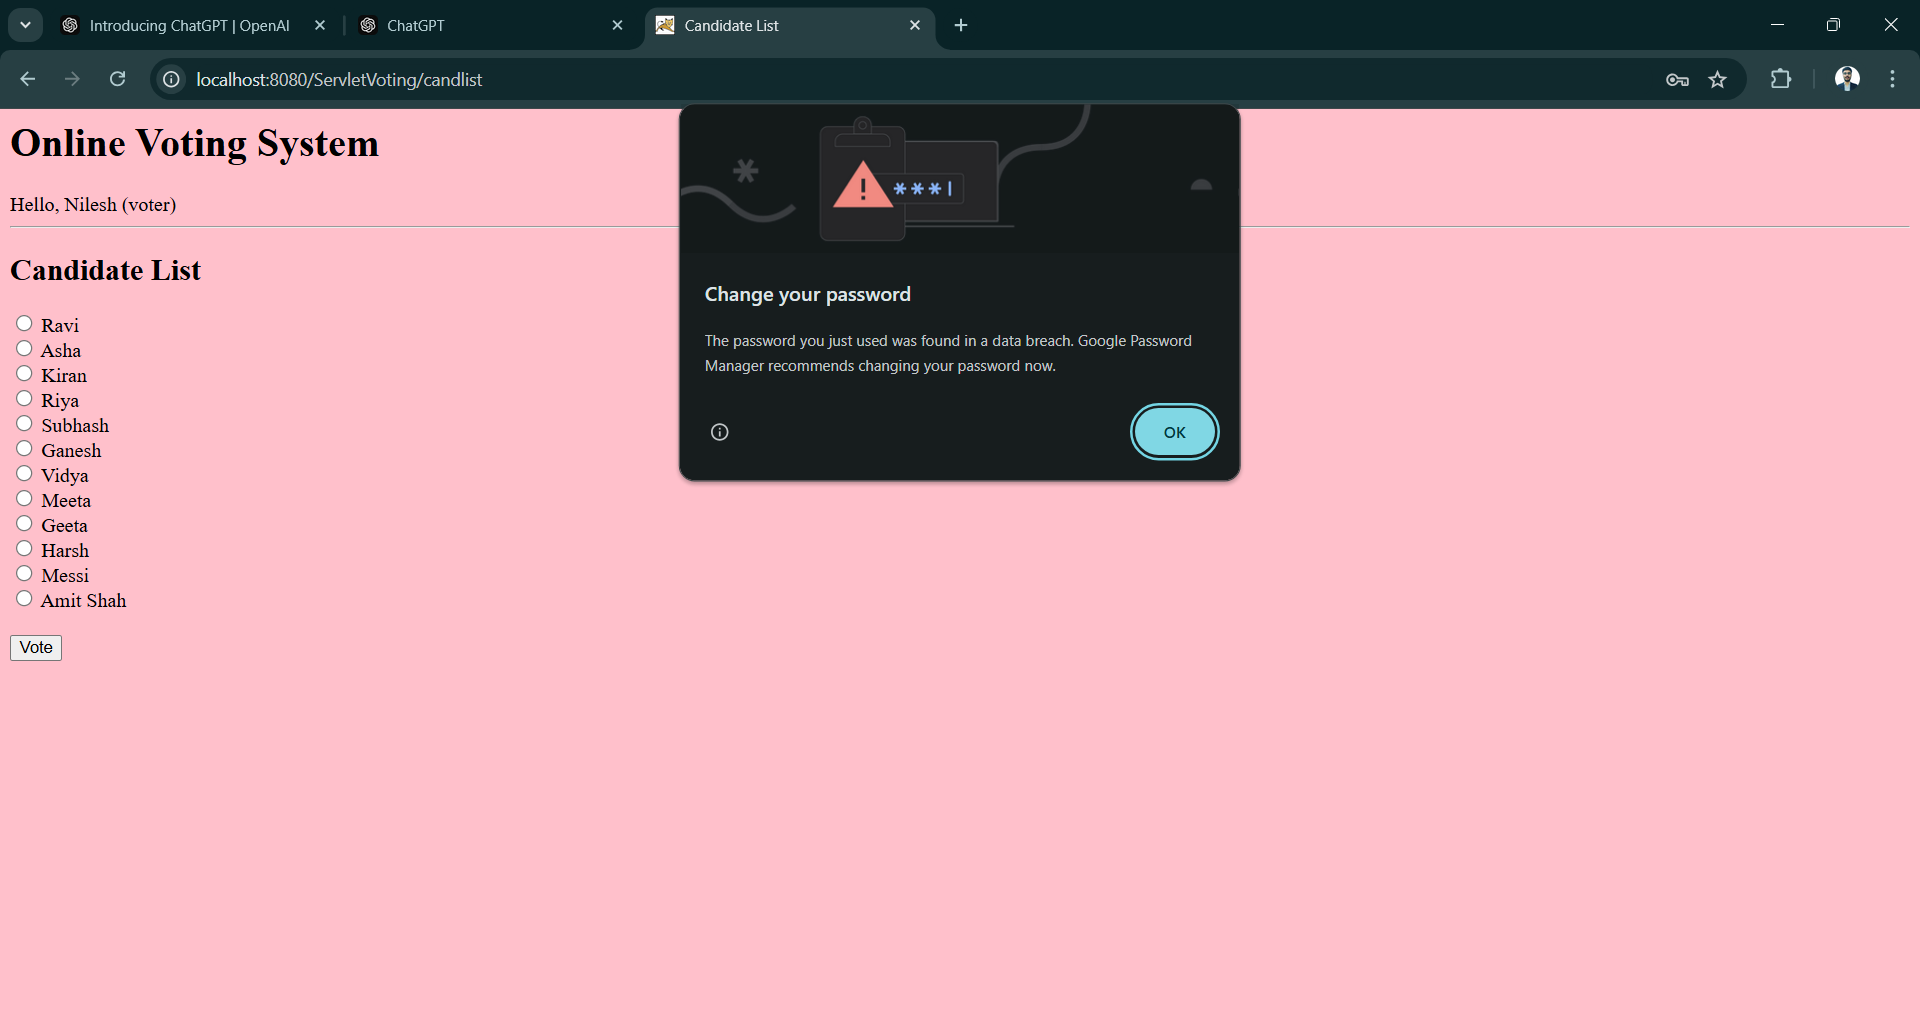 Introducing ChatGPT | OpenAI
ChatGPT
Candidate List
localhost:8080/ServletVoting/candlist
Online Voting System
Hello, Nilesh (voter)
Candidate List
Ravi
Asha
Kiran
Riya
Subhash
Ganesh
Vidya
Meeta
Geeta
Harsh
Messi
Amit Shah
Vote
! ***|
Change your password
The password you just used was found in a data breach. Google Password
Manager recommends changing your password now.
OK